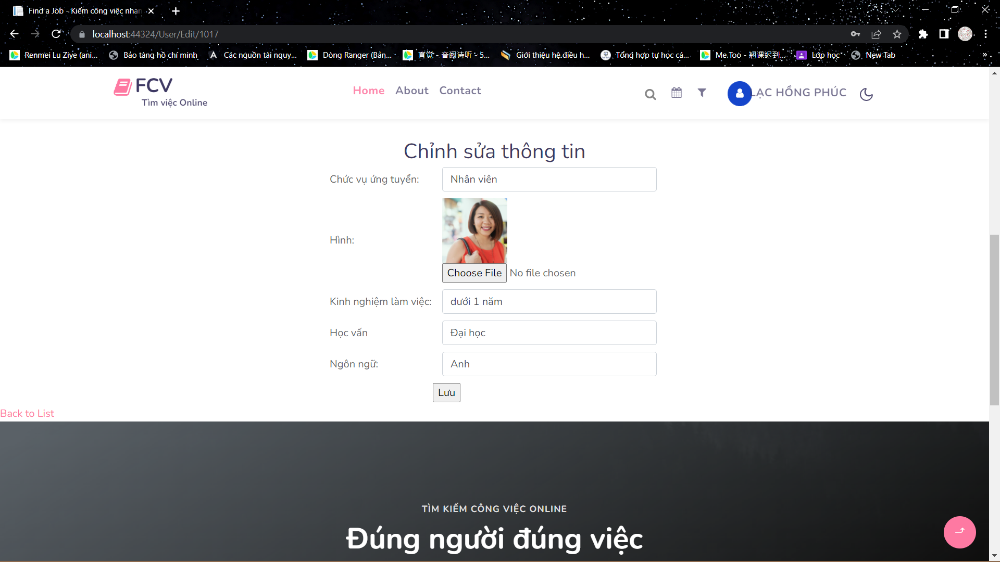 Find a Job - Kiếm công việc nhan
localhost:44324/User/Edit/1017
Renmei Lu Ziye (ani... Bảo tàng hồ chí minh Các nguồn tài nguy... Dòng Ranger (Bản,... 直觉 - 音阙诗听 - 5... Giới thiệu hệ điều h... Tổng hợp tự học cá... Me Too - 翘课迟到... Lớp học New Tab »
FCV
Tìm việc Online
Home About Contact
LẠC HỒNG PHÚC
Chỉnh sửa thông tin
Chức vụ ứng tuyển: Nhân viên
Hình:
Choose File No file chosen
Kinh nghiệm làm việc: dưới 1 năm
Học vấn Đại học
Ngôn ngữ: Anh
Lưu
Back to List
TÌM KIẾM CÔNG VIỆC ONLINE
Đúng người đúng việc